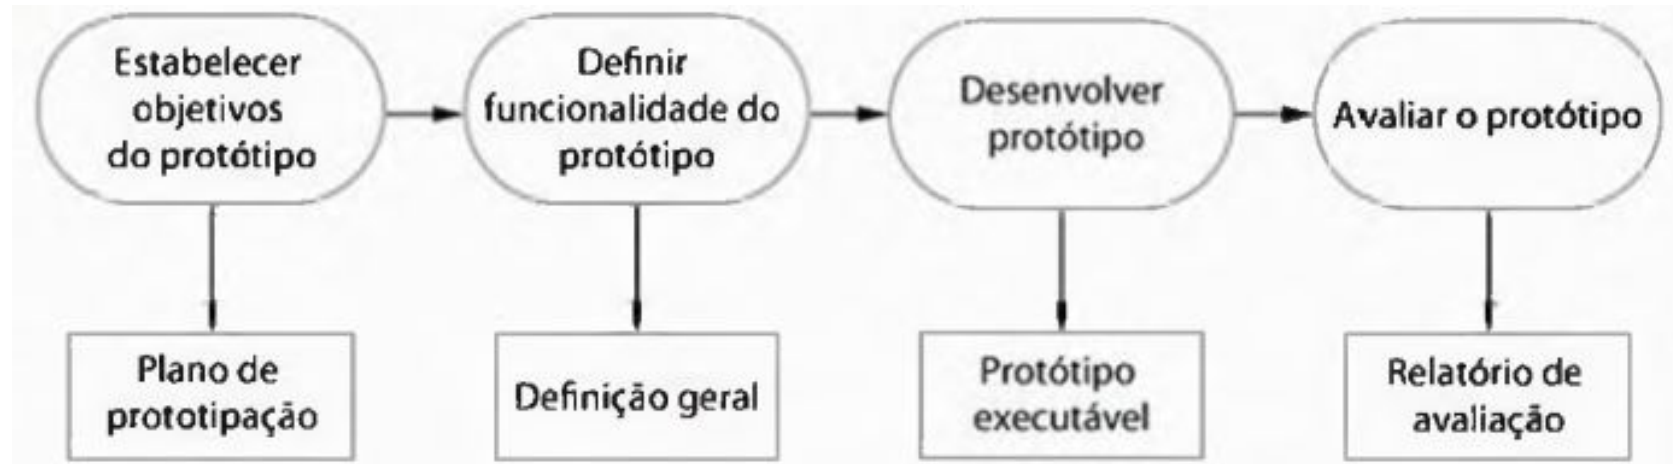 Estabelecer
objetivos
do protótipo
Definir
funcionalidade do
protótipo
Desenvolver
protótipo
Avaliar o protótipo
Plano de
prototipação
Definição geral
Protótipo
executável
Relatório de
avaliação